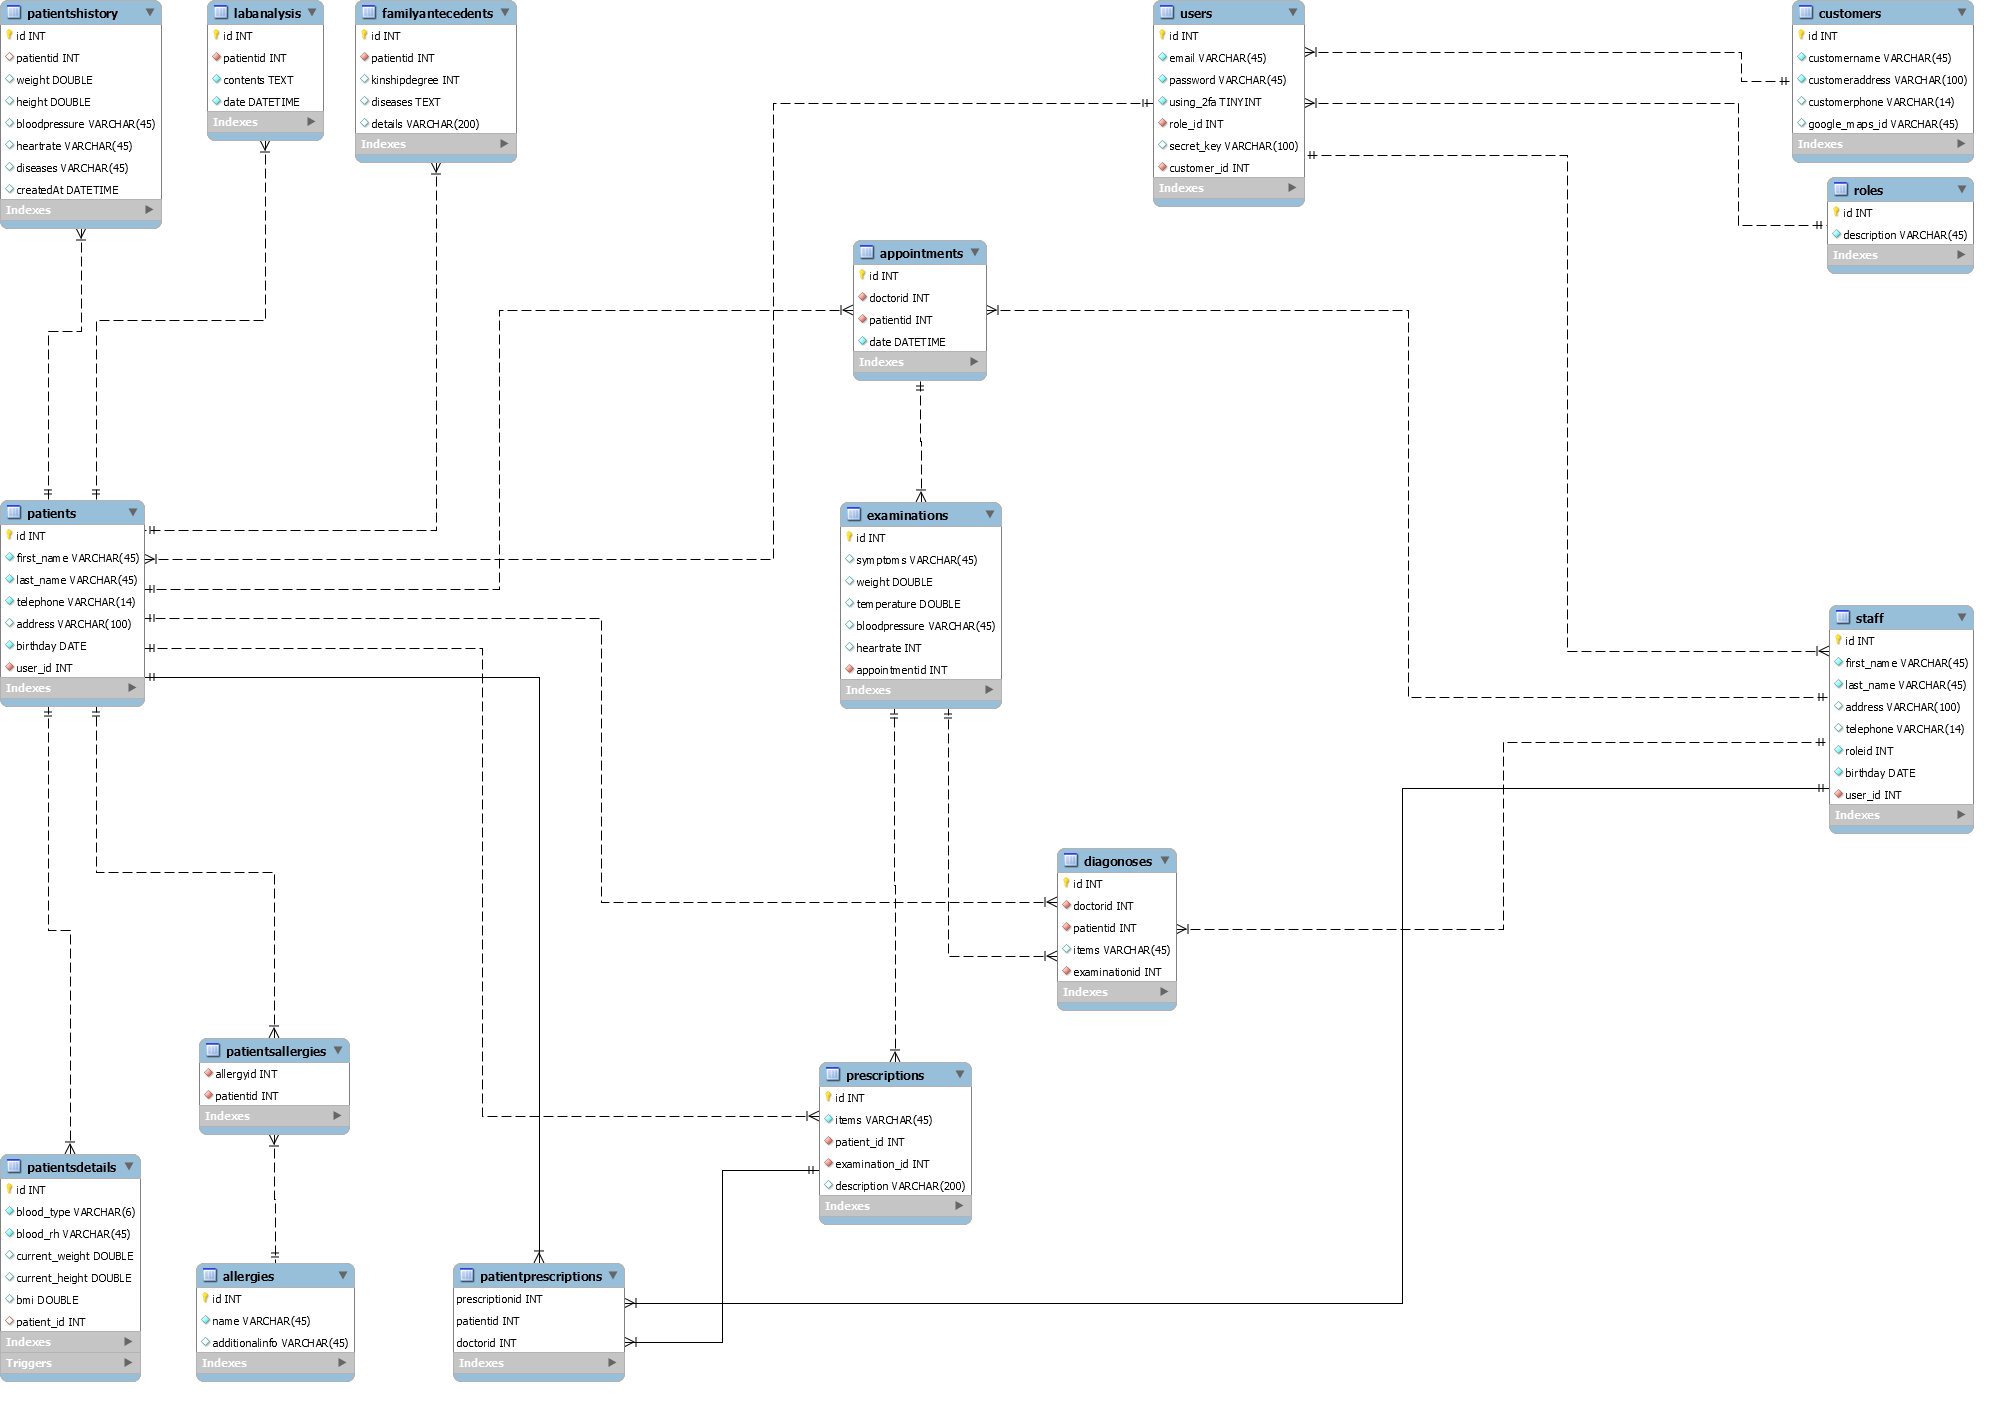 patientshistory
id INT
patientid INT
weight DOUBLE
height DOUBLE
bloodpressure VARCHAR(45)
heartrate VARCHAR(45)
diseases VARCHAR(45)
createdAt DATETIME
Indexes
labanalysis
id INT
patientid INT
contents TEXT
date DATETIME
Indexes
familyantecedents
id INT
patientid INT
kinshipdegree INT
diseases TEXT
details VARCHAR(200)
Indexes
users
id INT
email VARCHAR(45)
password VARCHAR(45)
using_2fa TINYINT
role_id INT
secret_key VARCHAR(100)
customer_id INT
Indexes
customers
id INT
customername VARCHAR(45)
customeraddress VARCHAR(100)
customerphone VARCHAR(14)
google_maps_id VARCHAR(45)
Indexes
roles
id INT
description VARCHAR(45)
Indexes
appointments
id INT
doctorid INT
patientid INT
date DATETIME
Indexes
patients
id INT
first_name VARCHAR(45)
last_name VARCHAR(45)
telephone VARCHAR(14)
address VARCHAR(100)
birthday DATE
user_id INT
Indexes
examinations
id INT
symptoms VARCHAR(45)
weight DOUBLE
temperature DOUBLE
bloodpressure VARCHAR(45)
heartrate INT
appointmentid INT
Indexes
staff
id INT
first_name VARCHAR(45)
last_name VARCHAR(45)
address VARCHAR(100)
telephone VARCHAR(14)
roleid INT
birthday DATE
user_id INT
Indexes
diagonoses
id INT
doctorid INT
patientid INT
items VARCHAR(45)
examinationid INT
Indexes
patientsallergies
allergyid INT
patientid INT
Indexes
prescriptions
id INT
items VARCHAR(45)
patient_id INT
examination_id INT
description VARCHAR(200)
Indexes
patientsdetails
id INT
blood_type VARCHAR(6)
blood_rh VARCHAR(45)
current_weight DOUBLE
current_height DOUBLE
bmi DOUBLE
patient_id INT
Indexes
Triggers
allergies
id INT
name VARCHAR(45)
additionalinfo VARCHAR(45)
Indexes
patientprescriptions
prescriptionid INT
patientid INT
doctorid INT
Indexes